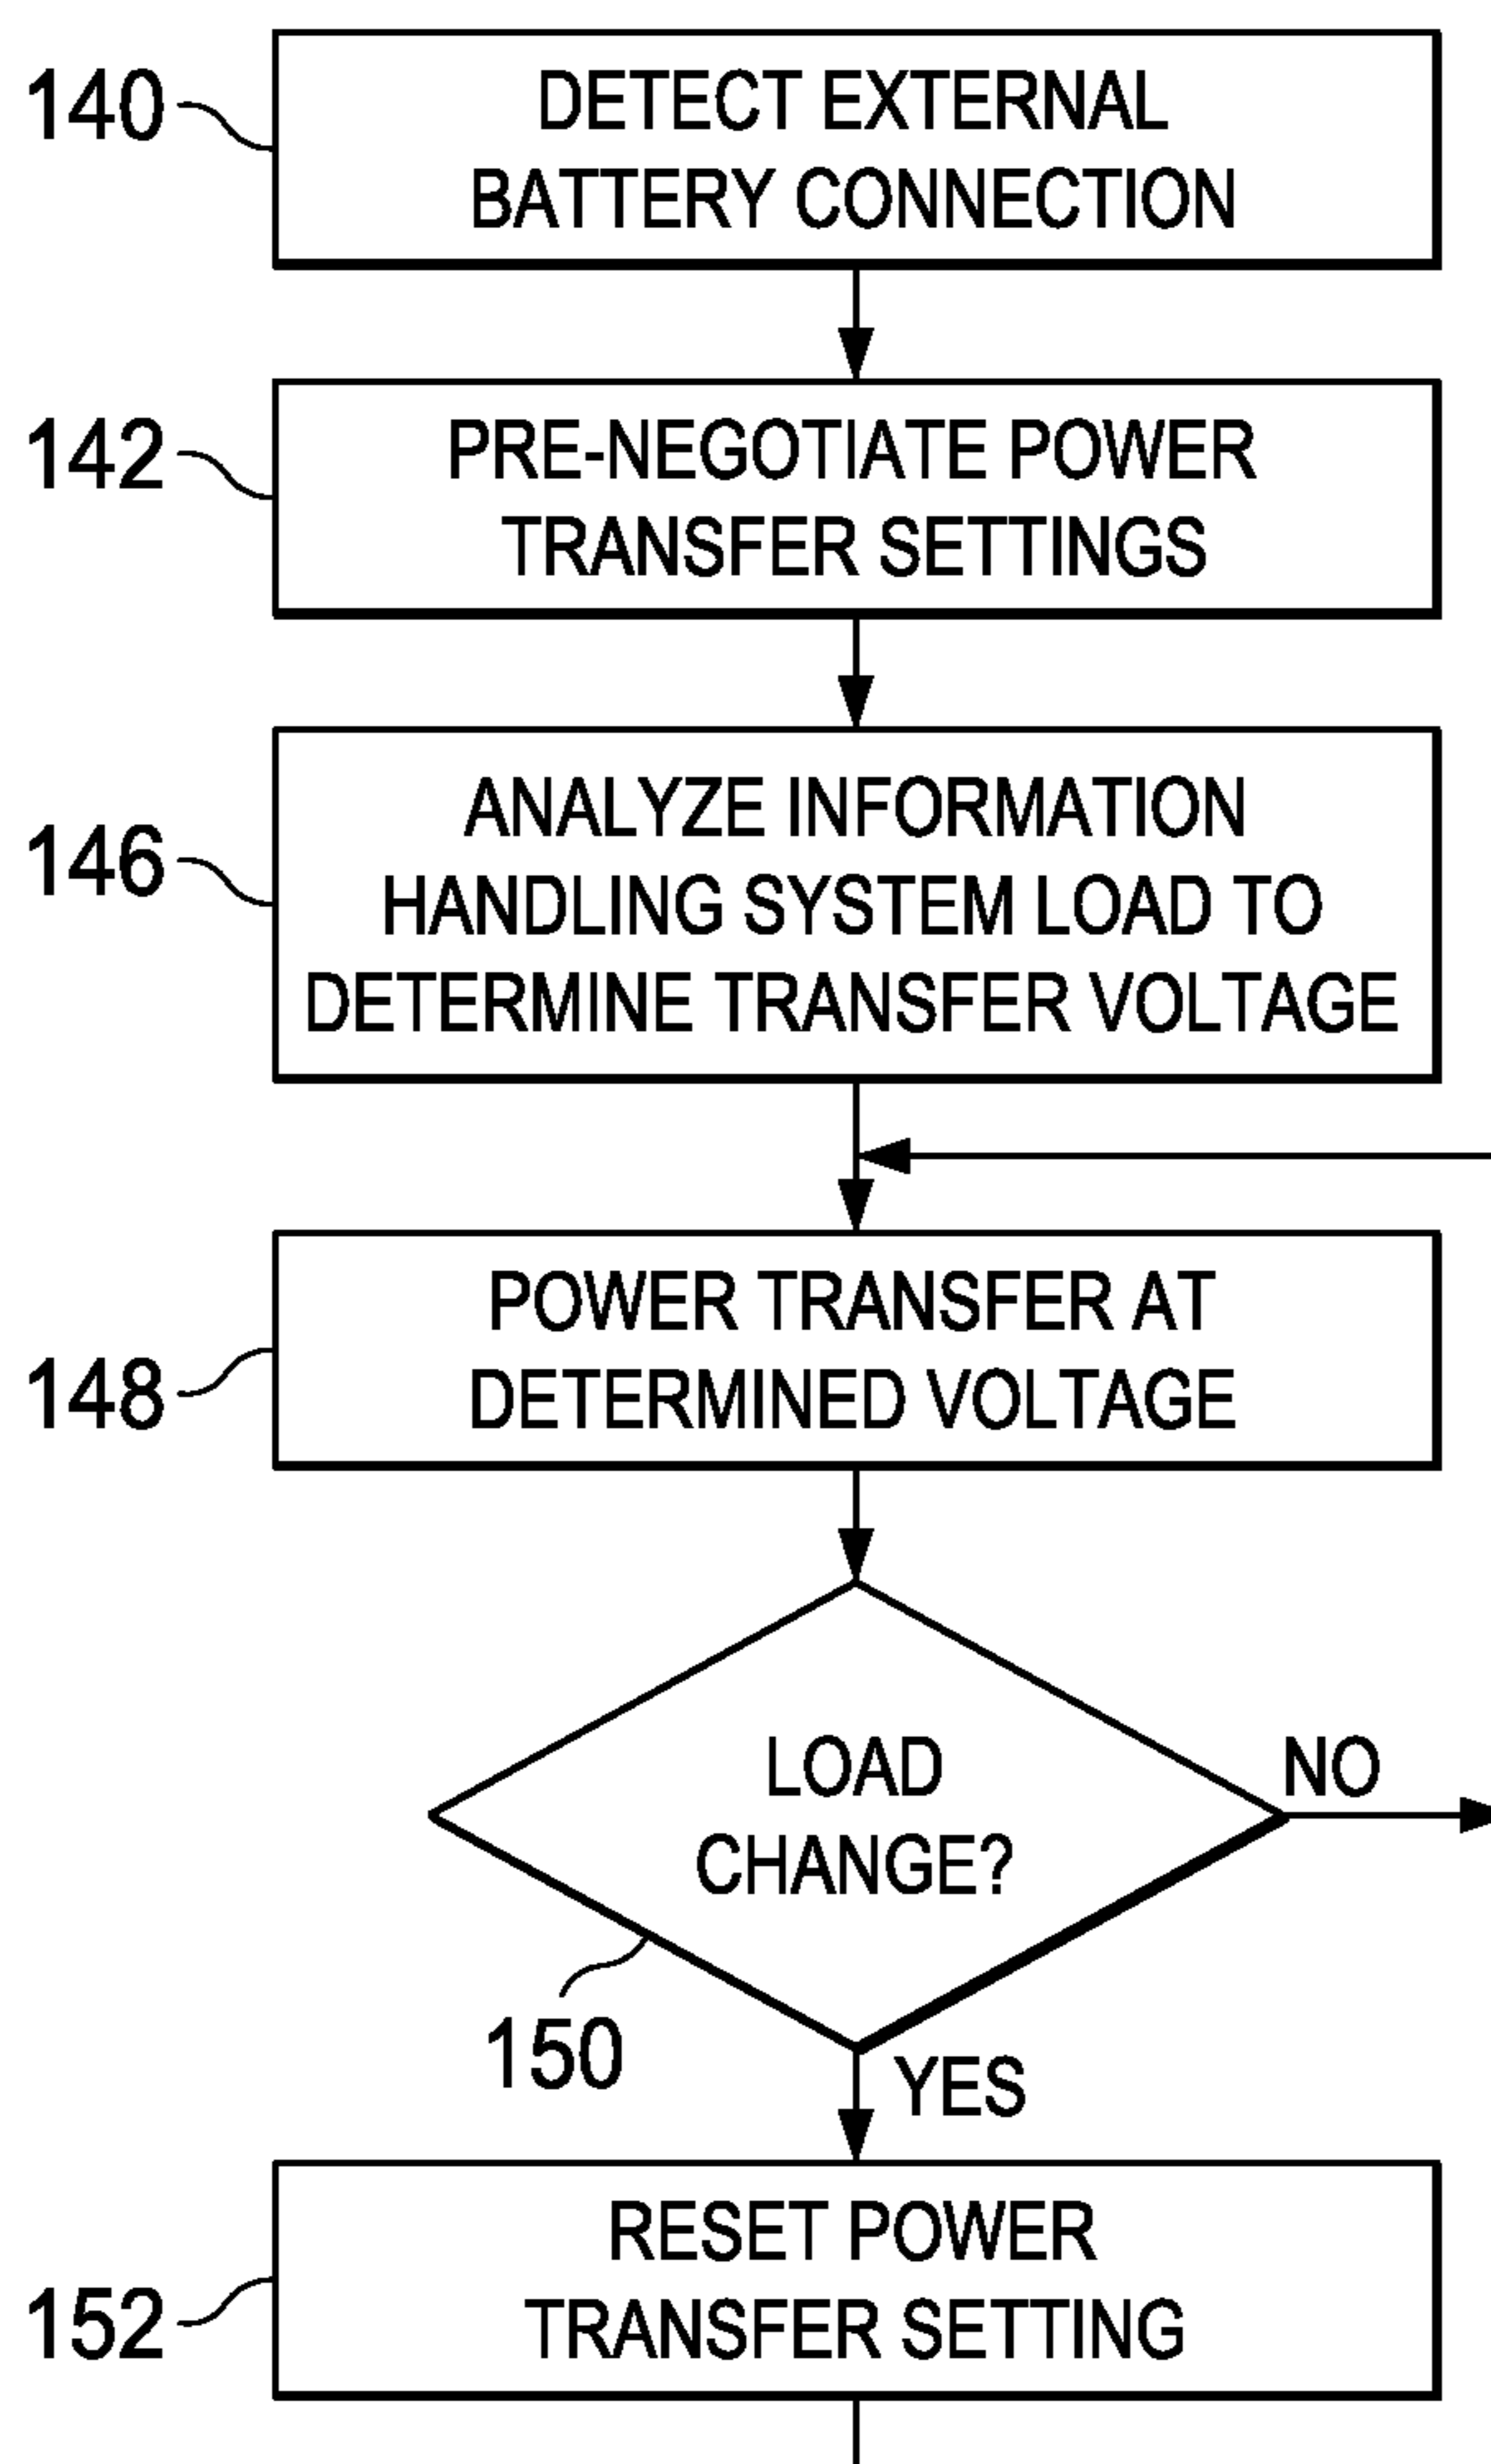 140
DETECT EXTERNAL
BATTERY CONNECTION
142
PRE-NEGOTIATE POWER
TRANSFER SETTINGS
146
ANALYZE INFORMATION
HANDLING SYSTEM LOAD TO
DETERMINE TRANSFER VOLTAGE
148
POWER TRANSFER AT
DETERMINED VOLTAGE
LOAD
CHANGE?
NO
150
YES
152
RESET POWER
TRANSFER SETTING